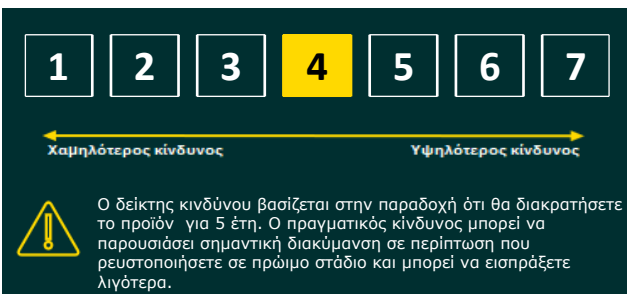 1 2 3 4 5 6 7
Χαμηλότερος κίνδυνος Υψηλότερος κίνδυνος
Ο δείκτης κινδύνου βασίζεται στην παραδοχή ότι θα διακρατήσετε
το προϊόν για 5 έτη. Ο πραγματικός κίνδυνος μπορεί να
παρουσιάσει σημαντική διακύμανση σε περίπτωση που
ρευστοποιήσετε σε πρώιμο στάδιο και μπορεί να εισπράξετε
λιγότερα.